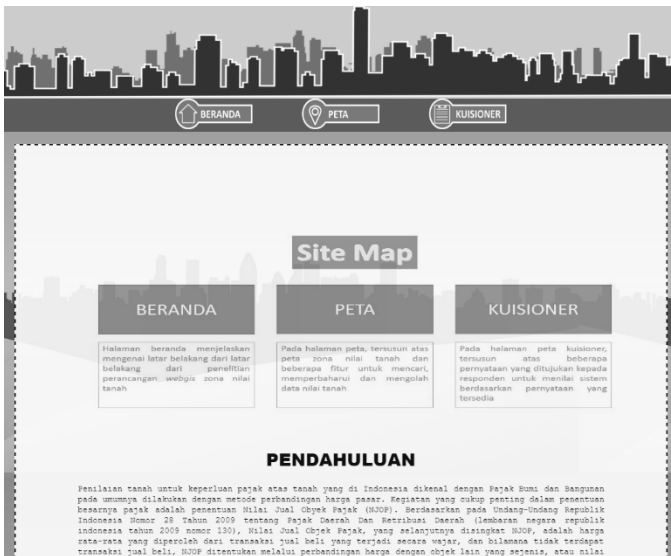 BERANDA
PETA
KUISIONER
Site Map
BERANDA
Halaman beranda menjelaskan
mengenai latar belakang dari latar
belakang dari penelitian
perancangan webgis zona nilai
tanah
PETA
Pada halaman peta, tersusun atas
peta zona nilai tanah dan
beberapa fitur untuk mencari,
memperbaharui dan mengolah
data nilai tanah
KUISIONER
Pada halaman peta kuisioner,
tersusun atas beberapa
pernyataan yang ditujukan kepada
responden untuk menilai sistem
berdasarkan pernyataan yang
tersedia
PENDAHULUAN
Penilaian tanah untuk keperluan pajak atas tanah yang di Indonesia dikenal dengan Pajak Bumi dan Bangunan
pada umumnya dilakukan dengan metode perbandingan harga pasar. Kegiatan yang cukup penting dalam penentuan
besarnya pajak adalah penentuan Nilai Jual Obyek Pajak (NJOP). Berdasarkan pada Undang-Undang Republik
Indonesia Nomor 28 Tahun 2009 tentang Pajak Daerah Dan Retribusi Daerah (lembaran negara republik
indonesia tahun 2009 nomor 130), Nilai Jual Objek Pajak, yang selanjutnya disingkat NJOP, adalah harga
rata-rata yang diperoleh dari transaksi jual beli yang terjadi secara wajar, dan bilamana tidak terdapat
transaksi jual beli, NJOP ditentukan melalui perbandingan harga dengan objek lain yang sejenis, atau nilai